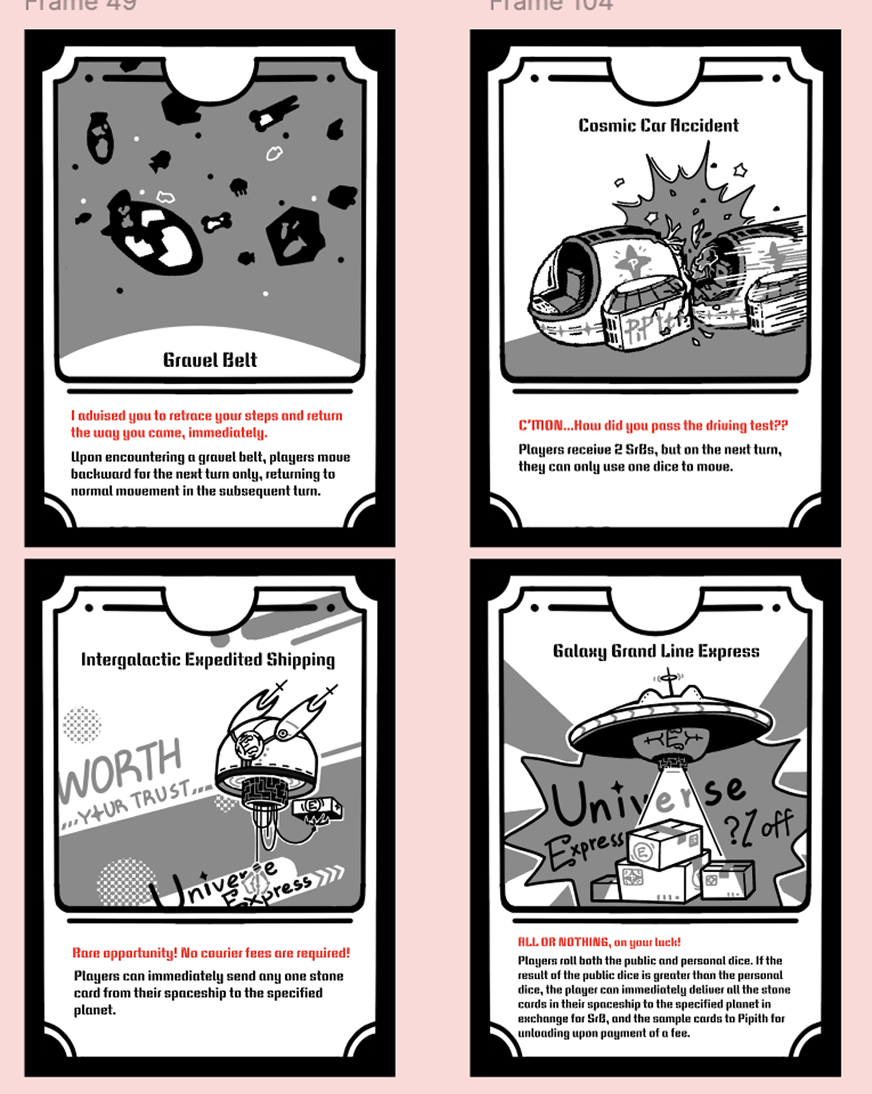 Frame 49
Frame 104
Gravel Belt
I advised you to retrace your steps and return
the way you came, immediately.
Upon encountering a gravel belt, players move
backward for the next turn only, returning to
normal movement in the subsequent turn.
Cosmic Car Accident
P
PiPit
C'MON...How did you pass the driving test??
Players receive 2 SrBs, but on the next turn,
they can only use one dice to move.
Intergalactic Expedited Shipping
WORTH
...YOUR TRUST...
E
Universe
Express
Rare opportunity! No courier fees are required!
Players can immediately send any one stone
card from their spaceship to the specified
planet.
Galaxy Grand Line Express
Universe
Express
?% off
E
ALL OR NOTHING, on your luck!
Players roll both the public and personal dice. If the
result of the public dice is greater than the personal
dice, the player can immediately deliver all the stone
cards in their spaceship to the specified planet in
exchange for SrB, and the sample cards to Pipith for
unloading upon payment of a fee.